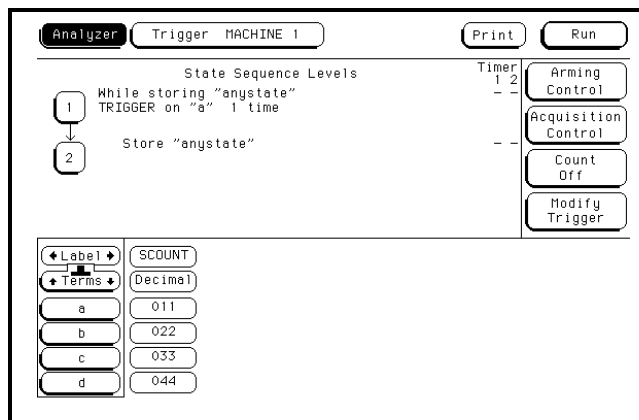 Analyzer Trigger MACHINE 1 Print Run
State Sequence Levels
Timer
1 2
1
While storing "anystate"
TRIGGER on "a" 1 time
- -
2
Store "anystate"
- -
Arming
Control
Acquisition
Control
Count
Off
Modify
Trigger
Label SCOUNT
Terms Decimal
a 011
b 022
c 033
d 044